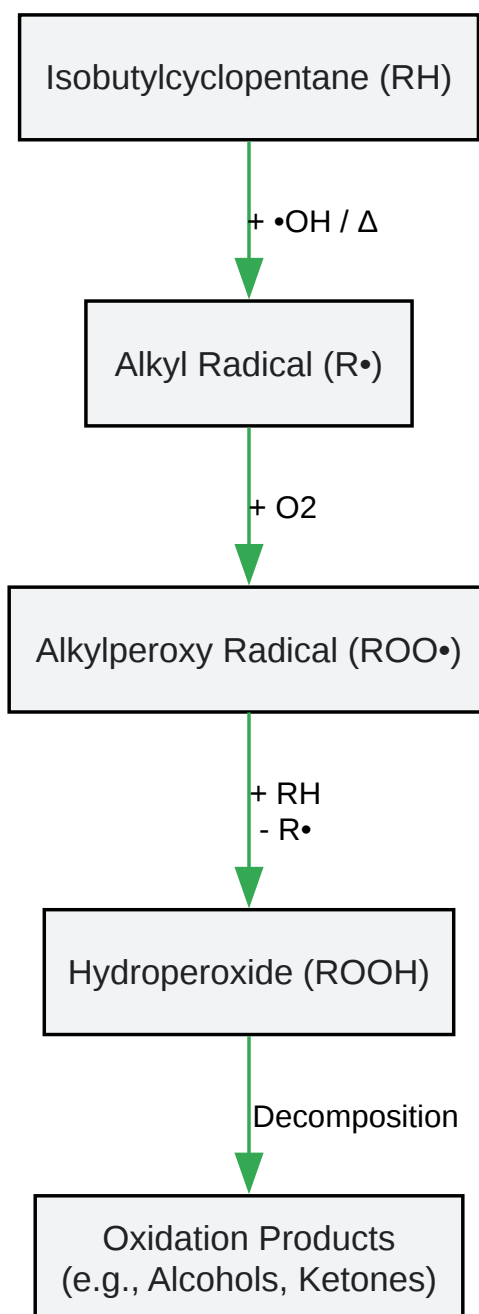 Isobutylcyclopentane (RH)
+ •OH / Δ
Alkyl Radical (R•)
+ O2
Alkylperoxy Radical (ROO•)
+ RH
- R•
Hydroperoxide (ROOH)
Decomposition
Oxidation Products
(e.g., Alcohols, Ketones)